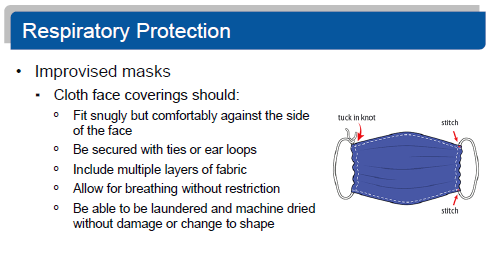 Respiratory Protection
• Improvised masks
▪ Cloth face coverings should:
o Fit snugly but comfortably against the side
of the face
o Be secured with ties or ear loops
o Include multiple layers of fabric
o Allow for breathing without restriction
o Be able to be laundered and machine dried
without damage or change to shape
tuck in knot
stitch
stitch